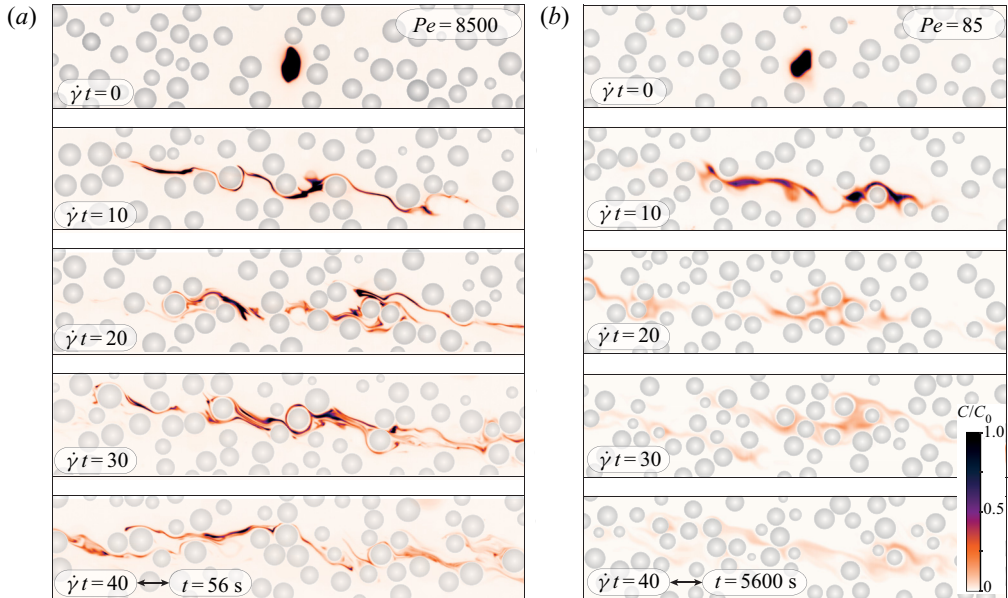 (a)
Pe = 8500
γ̇ t = 0
γ̇ t = 10
γ̇ t = 20
γ̇ t = 30
γ̇ t = 40
t = 56 s
(b)
Pe = 85
γ̇ t = 0
γ̇ t = 10
γ̇ t = 20
γ̇ t = 30
C/C₀
1.0
0.5
0
γ̇ t = 40
t = 5600 s